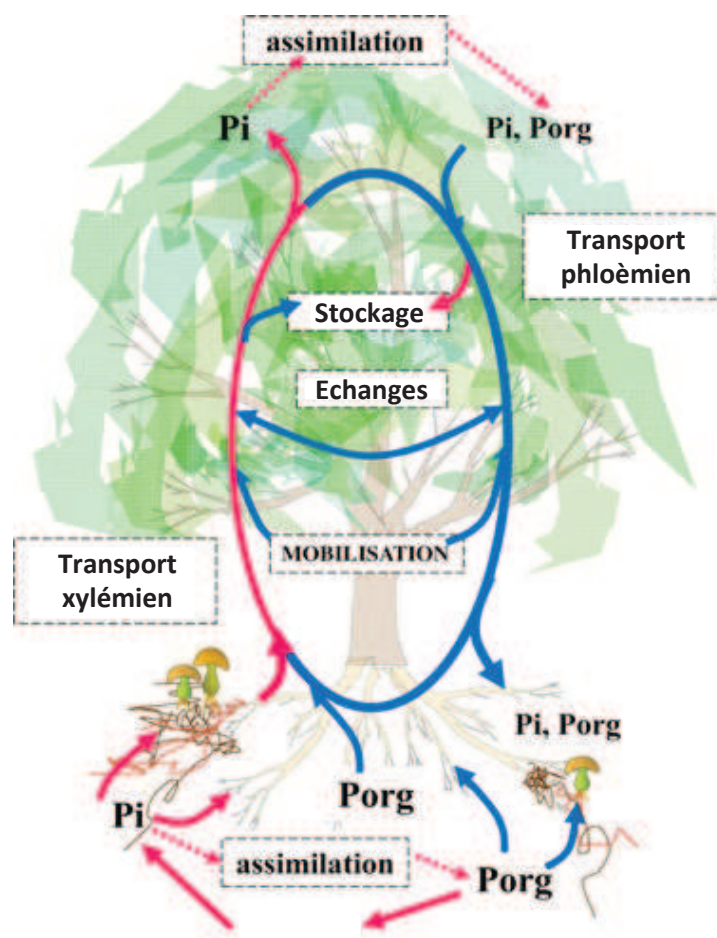 assimilation
Pi
Pi, Porg
Transport
phloèmien
Stockage
Echanges
MOBILISATION
Transport
xylémien
Pi, Porg
Porg
Pi
assimilation
Porg